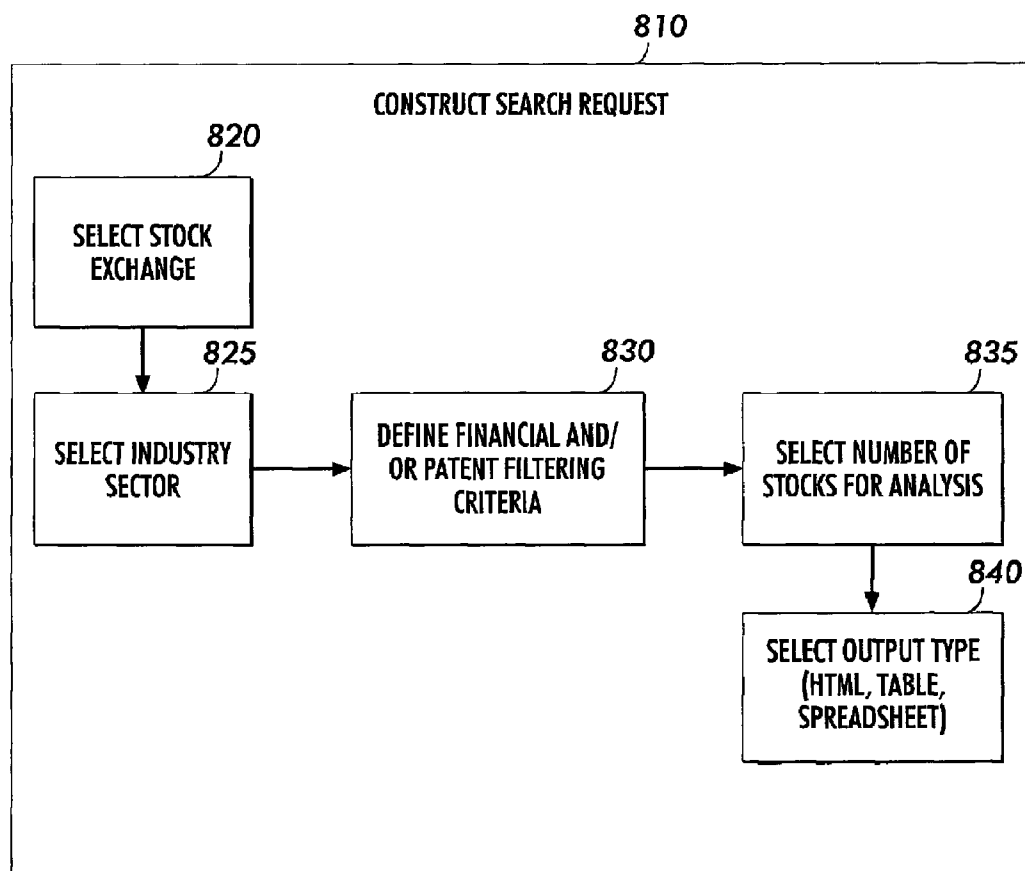 810
CONSTRUCT SEARCH REQUEST
820
SELECT STOCK
EXCHANGE
825
SELECT INDUSTRY
SECTOR
830
DEFINE FINANCIAL AND/
OR PATENT FILTERING
CRITERIA
835
SELECT NUMBER OF
STOCKS FOR ANALYSIS
840
SELECT OUTPUT TYPE
(HTML, TABLE,
SPREADSHEET)